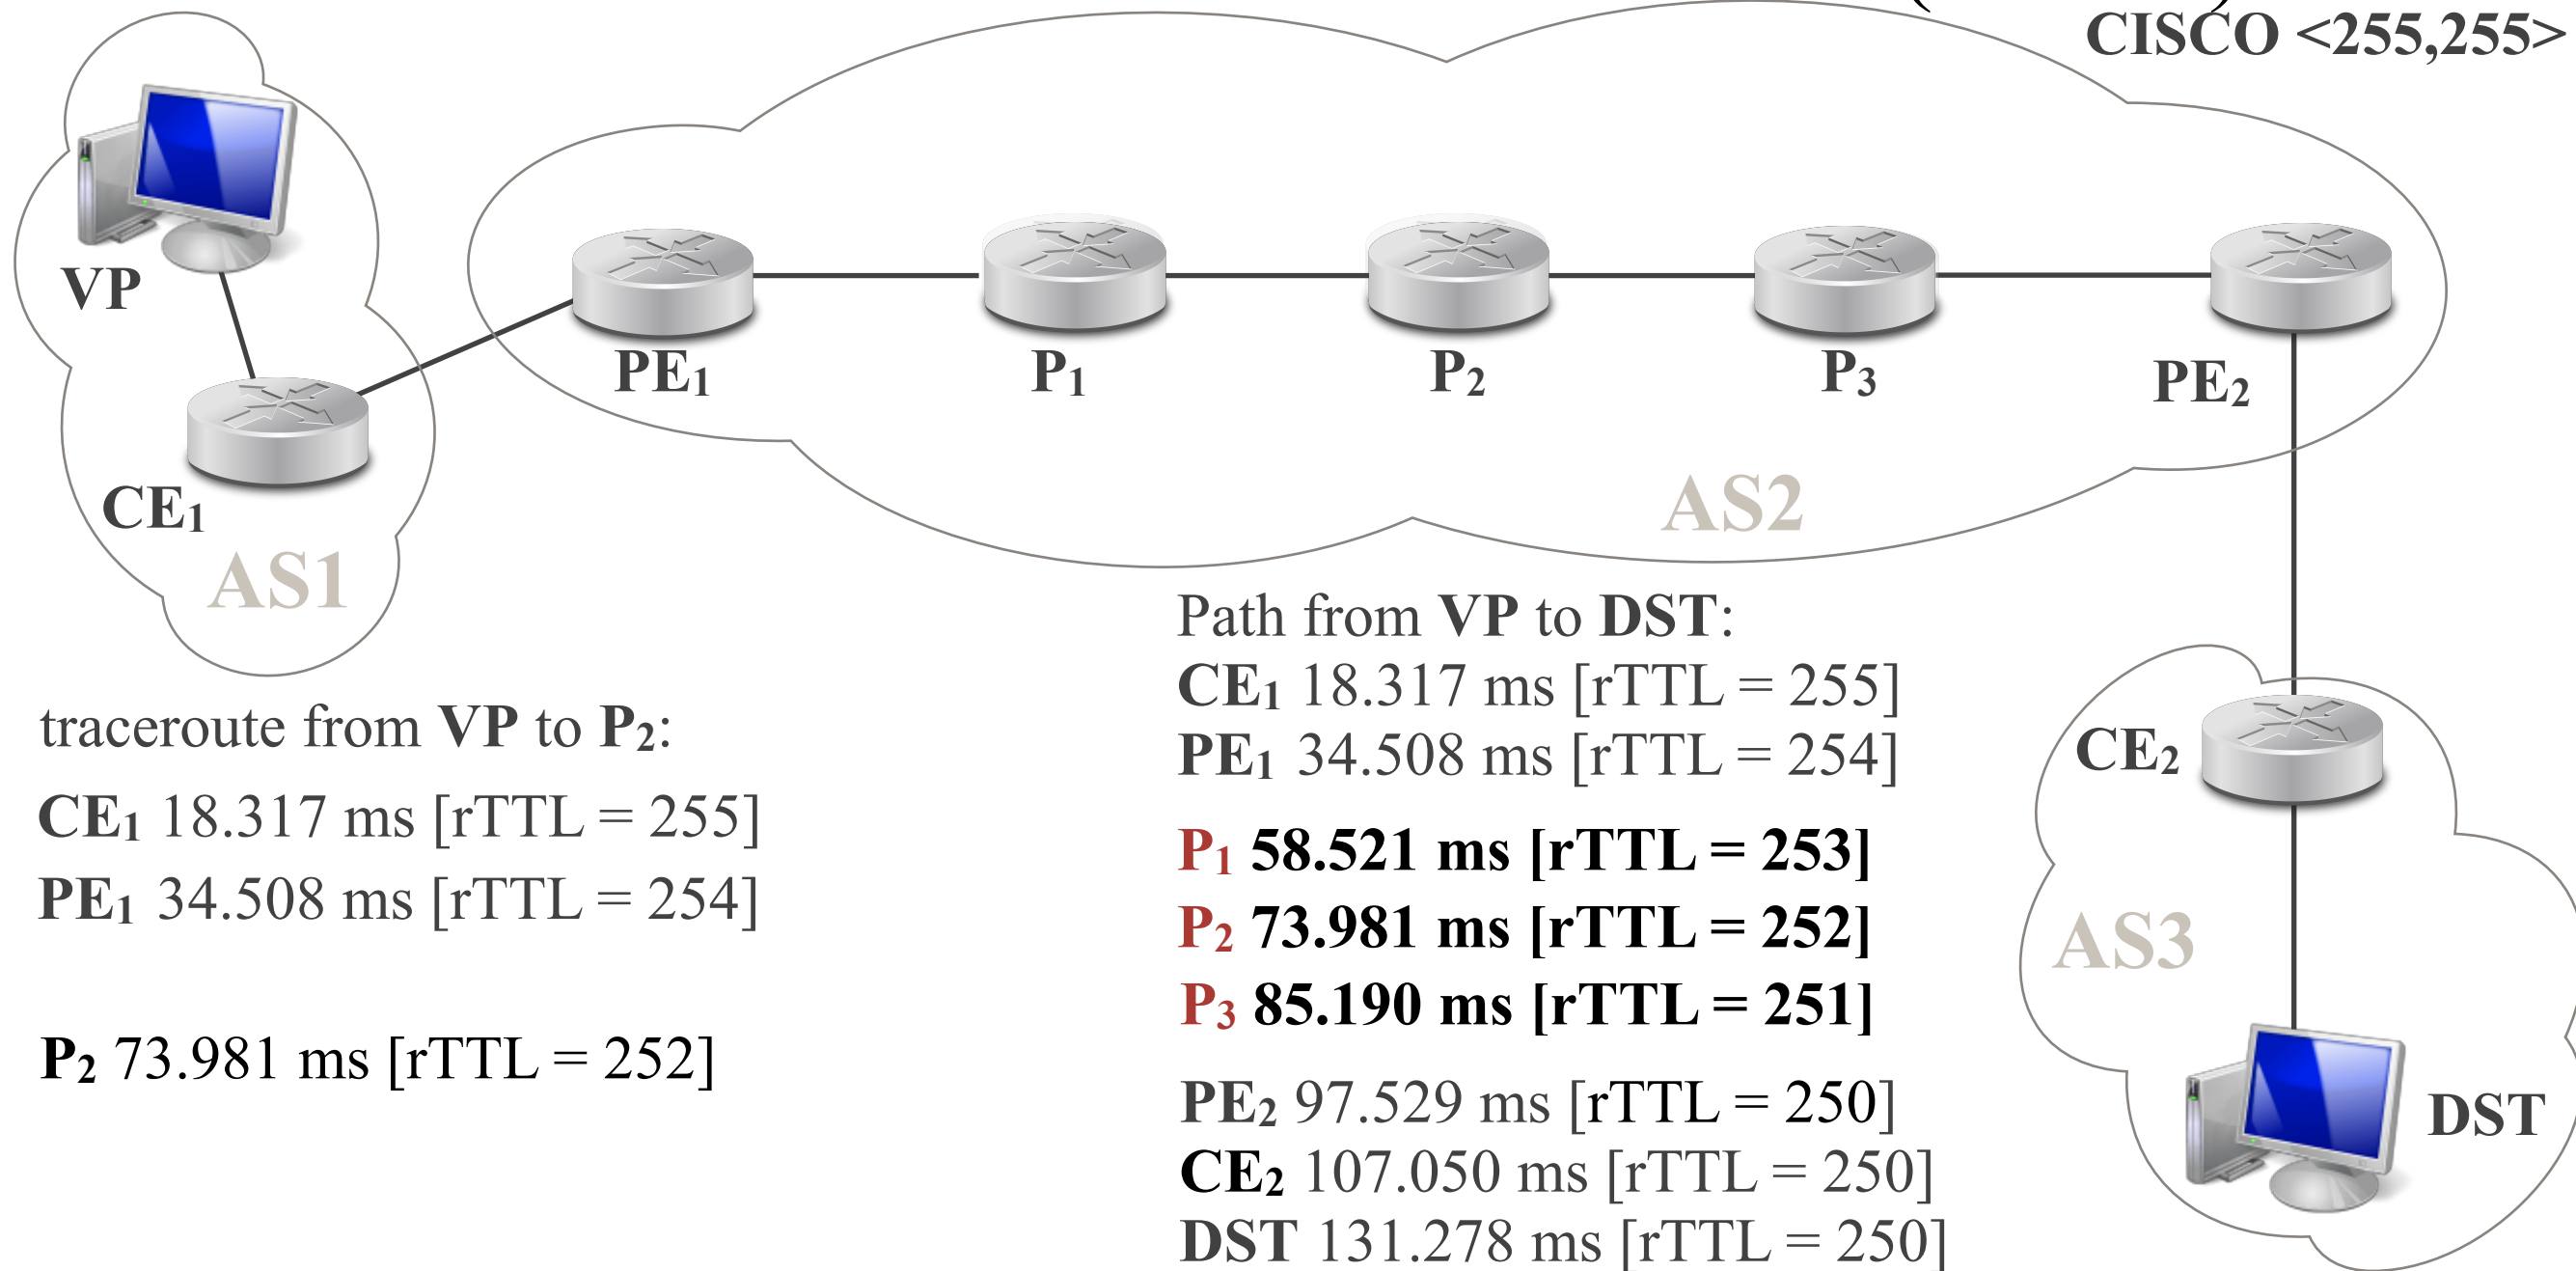 CISCO <255,255>
VP
CE1
AS1
PE1
P1
P2
P3
PE2
AS2
traceroute from VP to P2:
CE1 18.317 ms [rTTL = 255]
PE1 34.508 ms [rTTL = 254]
P2 73.981 ms [rTTL = 252]
Path from VP to DST:
CE1 18.317 ms [rTTL = 255]
PE1 34.508 ms [rTTL = 254]
P1 58.521 ms [rTTL = 253]
P2 73.981 ms [rTTL = 252]
P3 85.190 ms [rTTL = 251]
PE2 97.529 ms [rTTL = 250]
CE2 107.050 ms [rTTL = 250]
DST 131.278 ms [rTTL = 250]
CE2
AS3
DST